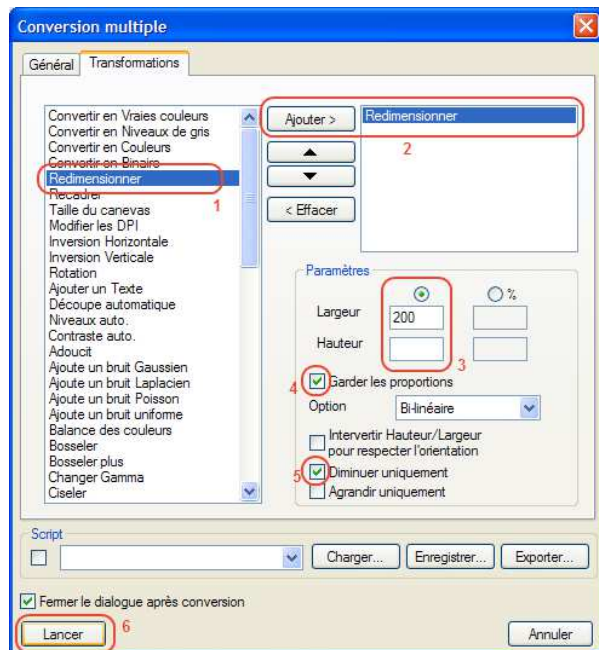 Conversion multiple
Général
Transformations
Convertir en Vraies couleurs
Convertir en Niveaux de gris
Convertir en Couleurs
Convertir en Binaire
Redimensionner
1
Recadrer
Taille du canevas
Modifier les DPI
Inversion Horizontale
Inversion Verticale
Rotation
Ajouter un Texte
Découpe automatique
Niveaux auto.
Contraste auto.
Adoucit
Ajoute un bruit Gaussien
Ajoute un bruit Laplacien
Ajoute un bruit Poisson
Ajoute un bruit uniforme
Balance des couleurs
Bosseler
Bosseler plus
Changer Gamma
Ciseler
Ajouter >
< Effacer
Redimensionner
2
Paramètres
%
Largeur
200
Hauteur
3
4
Garder les proportions
Option
Bi-linéaire
Intervertir Hauteur/Largeur
pour respecter l'orientation
5
Diminuer uniquement
Agrandir uniquement
Script
Charger...
Enregistrer...
Exporter...
Fermer le dialogue après conversion
Lancer
6
Annuler